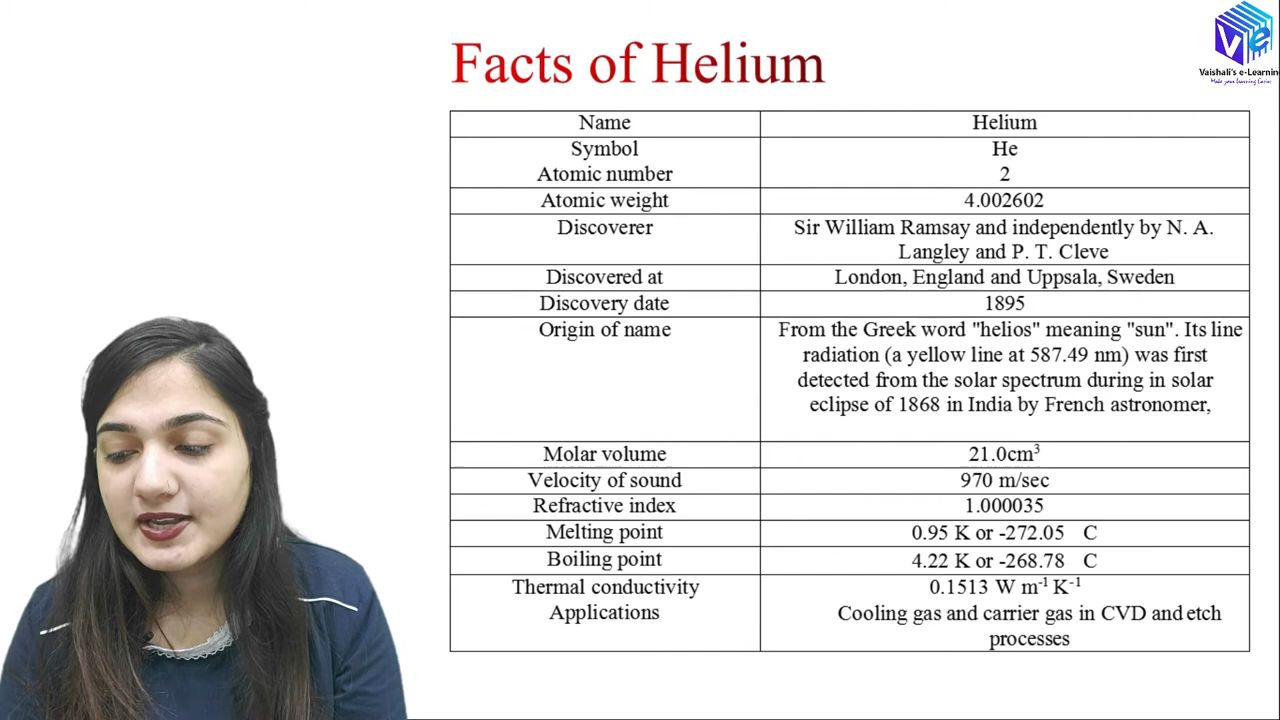 Facts of Helium
Vaishali's e-Learnin
Make your Learning Easier
Name Helium
Symbol He
Atomic number 2
Atomic weight 4.002602
Discoverer Sir William Ramsay and independently by N. A.
Langley and P. T. Cleve
Discovered at London, England and Uppsala, Sweden
Discovery date 1895
Origin of name From the Greek word "helios" meaning "sun". Its line
radiation (a yellow line at 587.49 nm) was first
detected from the solar spectrum during in solar
eclipse of 1868 in India by French astronomer,
Molar volume 21.0cm³
Velocity of sound 970 m/sec
Refractive index 1.000035
Melting point 0.95 K or -272.05 C
Boiling point 4.22 K or -268.78 C
Thermal conductivity 0.1513 W m⁻¹ K⁻¹
Applications Cooling gas and carrier gas in CVD and etch
processes